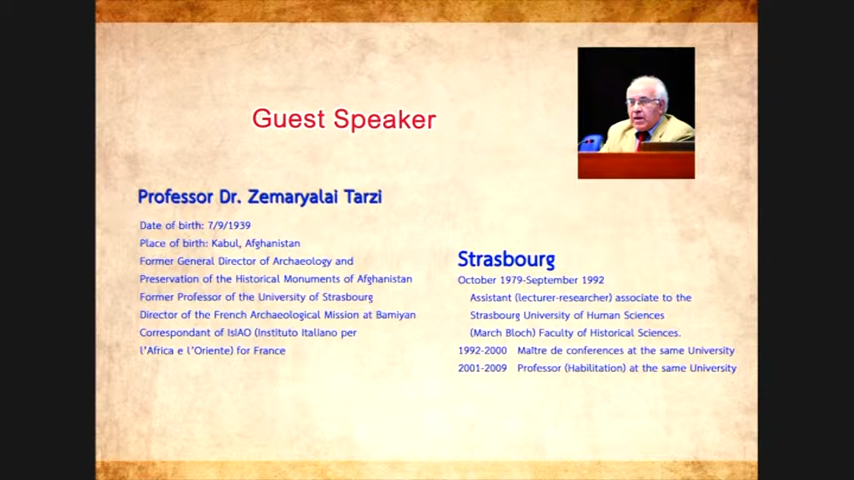 Guest Speaker
Professor Dr. Zemaryalai Tarzi
Date of birth: 7/9/1939
Place of birth: Kabul, Afghanistan
Former General Director of Archaeology and
Preservation of the Historical Monuments of Afghanistan
Former Professor of the University of Strasbourg
Director of the French Archaeological Mission at Bamiyan
Correspondant of IsIAO (Instituto Italiano per
l'Africa e l'Oriente) for France
Strasbourg
October 1979-September 1992
Assistant (lecturer-researcher) associate to the
Strasbourg University of Human Sciences
(March Bloch) Faculty of Historical Sciences.
1992-2000 Maître de conferences at the same University
2001-2009 Professor (Habilitation) at the same University